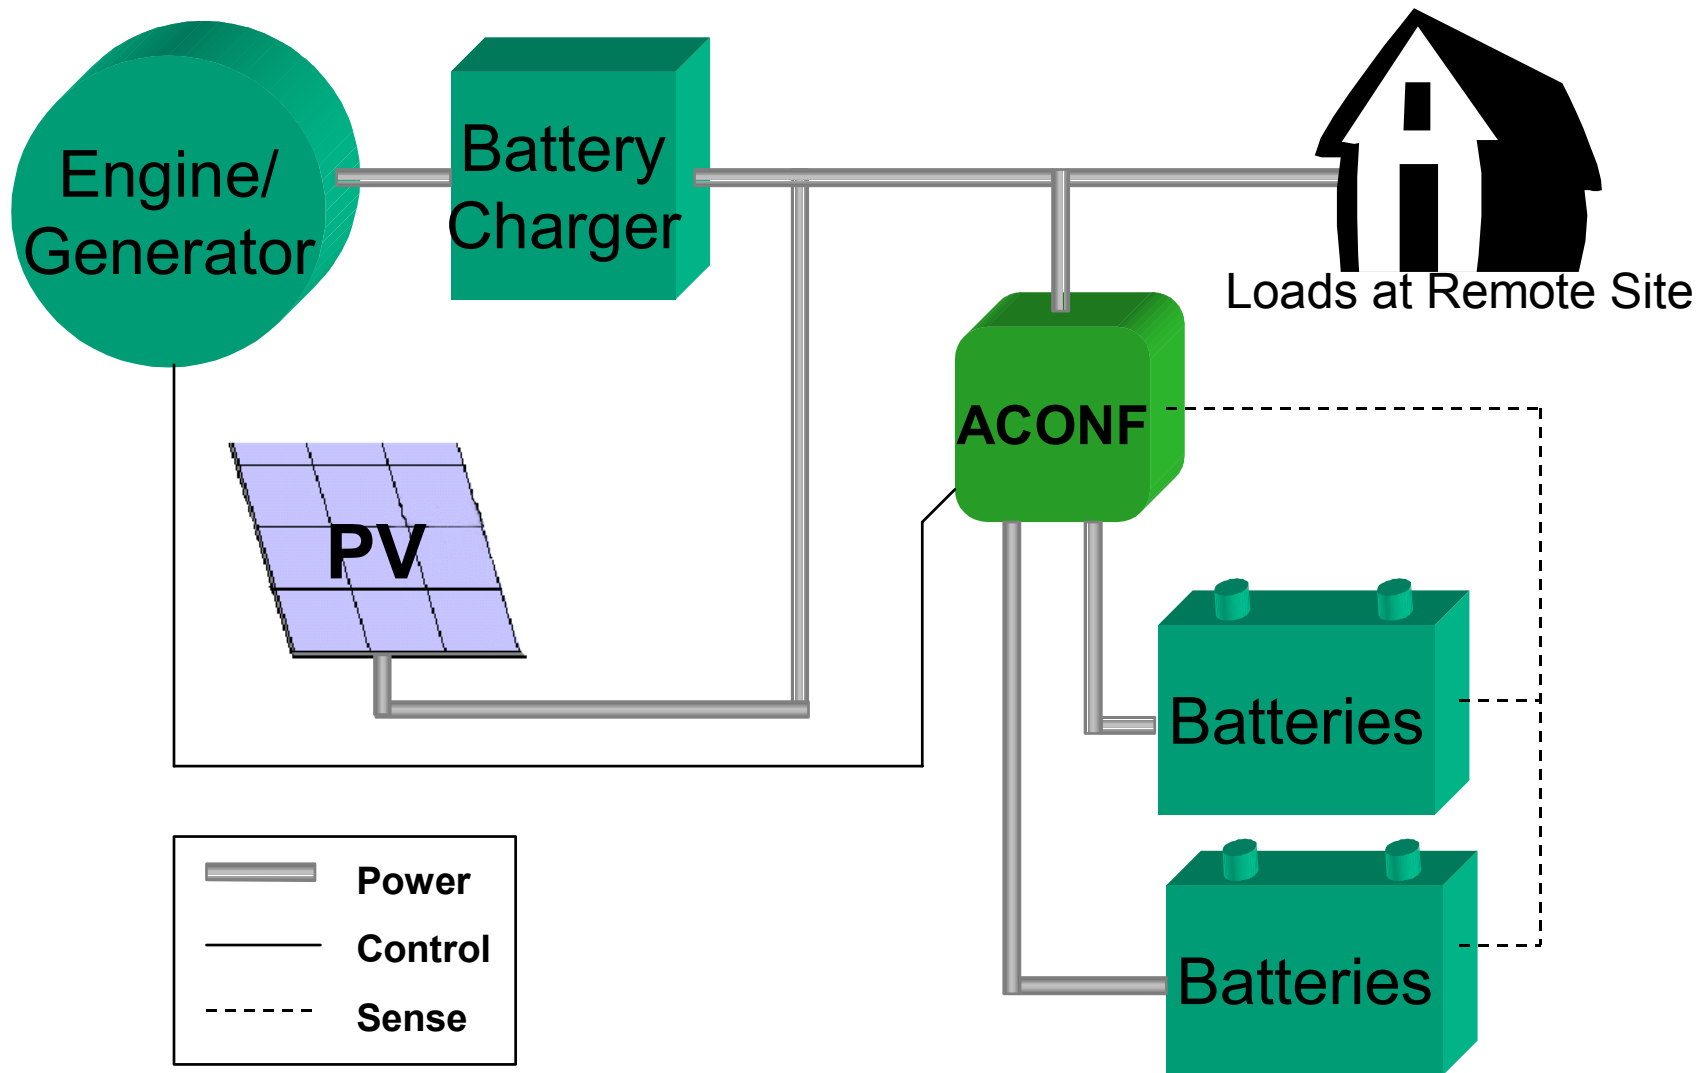 Engine/
Generator
Battery
Charger
Loads at Remote Site
ACONF
PV
Batteries
Batteries
Power
Control
Sense